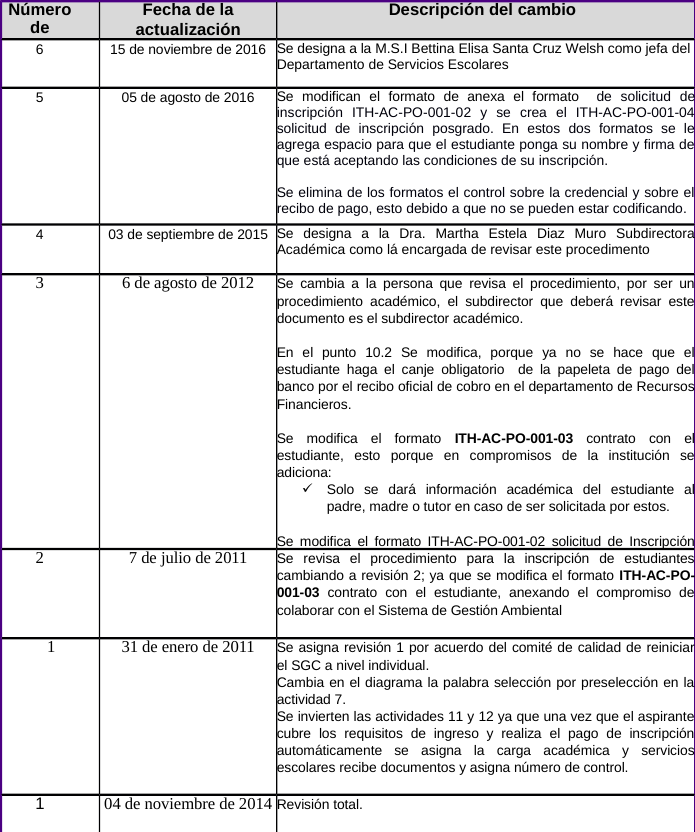 Número de
Fecha de la actualización
Descripción del cambio
6
15 de noviembre de 2016
Se designa a la M.S.I Bettina Elisa Santa Cruz Welsh como jefa del
Departamento de Servicios Escolares
5
05 de agosto de 2016
Se modifican el formato de anexa el formato de solicitud de
inscripción ITH-AC-PO-001-02 y se crea el ITH-AC-PO-001-04
solicitud de inscripción posgrado. En estos dos formatos se le
agrega espacio para que el estudiante ponga su nombre y firma de
que está aceptando las condiciones de su inscripción.
Se elimina de los formatos el control sobre la credencial y sobre el
recibo de pago, esto debido a que no se pueden estar codificando.
4
03 de septiembre de 2015
Se designa a la Dra. Martha Estela Diaz Muro Subdirectora
Académica como lá encargada de revisar este procedimento
3
6 de agosto de 2012
Se cambia a la persona que revisa el procedimiento, por ser un
procedimiento académico, el subdirector que deberá revisar este
documento es el subdirector académico.
En el punto 10.2 Se modifica, porque ya no se hace que el
estudiante haga el canje obligatorio de la papeleta de pago del
banco por el recibo oficial de cobro en el departamento de Recursos
Financieros.
Se modifica el formato ITH-AC-PO-001-03 contrato con el
estudiante, esto porque en compromisos de la institución se
adiciona:
✓ Solo se dará información académica del estudiante al
padre, madre o tutor en caso de ser solicitada por estos.
Se modifica el formato ITH-AC-PO-001-02 solicitud de Inscripción
2
7 de julio de 2011
Se revisa el procedimiento para la inscripción de estudiantes
cambiando a revisión 2; ya que se modifica el formato ITH-AC-PO-
001-03 contrato con el estudiante, anexando el compromiso de
colaborar con el Sistema de Gestión Ambiental
1
31 de enero de 2011
Se asigna revisión 1 por acuerdo del comité de calidad de reiniciar
el SGC a nivel individual.
Cambia en el diagrama la palabra selección por preselección en la
actividad 7.
Se invierten las actividades 11 y 12 ya que una vez que el aspirante
cubre los requisitos de ingreso y realiza el pago de inscripción
automáticamente se asigna la carga académica y servicios
escolares recibe documentos y asigna número de control.
1
04 de noviembre de 2014
Revisión total.